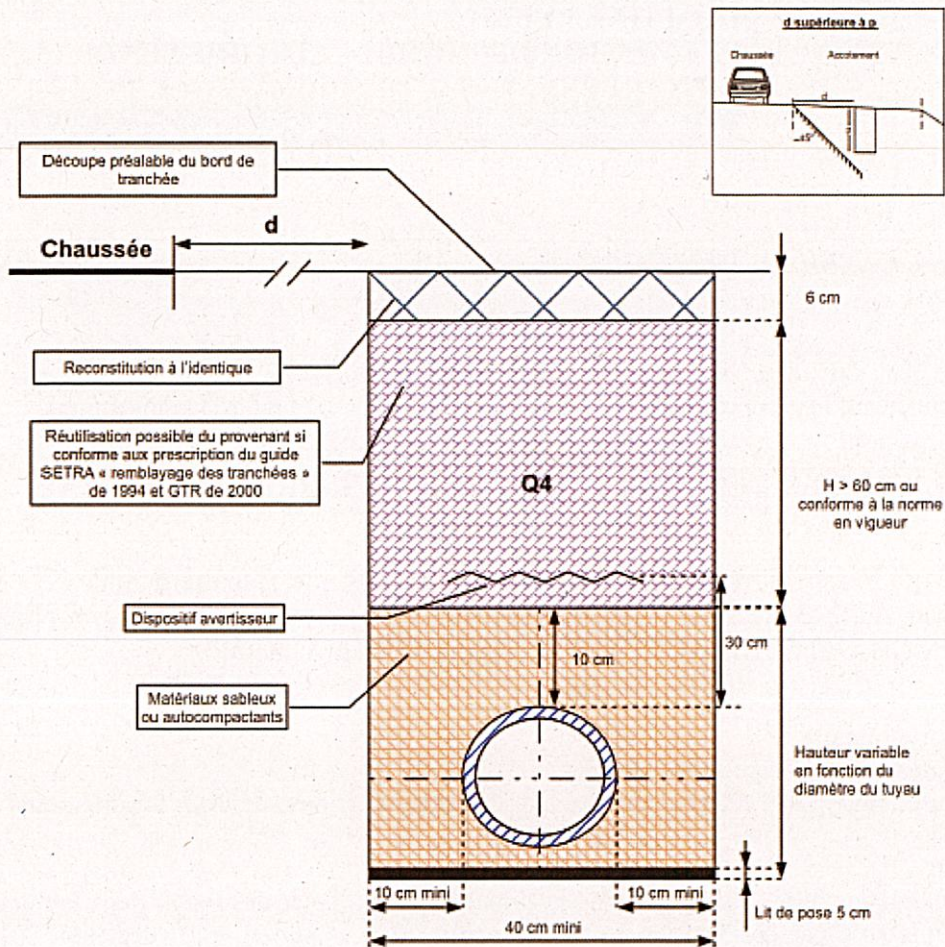 d supérieure à p
Chaussée
Accotement
d
45°
Découpe préalable du bord de
tranchée
d
Chaussée
6 cm
Reconstitution à l'identique
Réutilisation possible du provenant si
conforme aux prescription du guide
SETRA « remblayage des tranchées »
de 1994 et GTR de 2000
Q4
H > 60 cm ou
conforme à la norme
en vigueur
Dispositif avertisseur
30 cm
10 cm
Matériaux sableux
ou autocompactants
Hauteur variable
en fonction du
diamètre du tuyau
10 cm mini
10 cm mini
Lit de pose 5 cm
40 cm mini